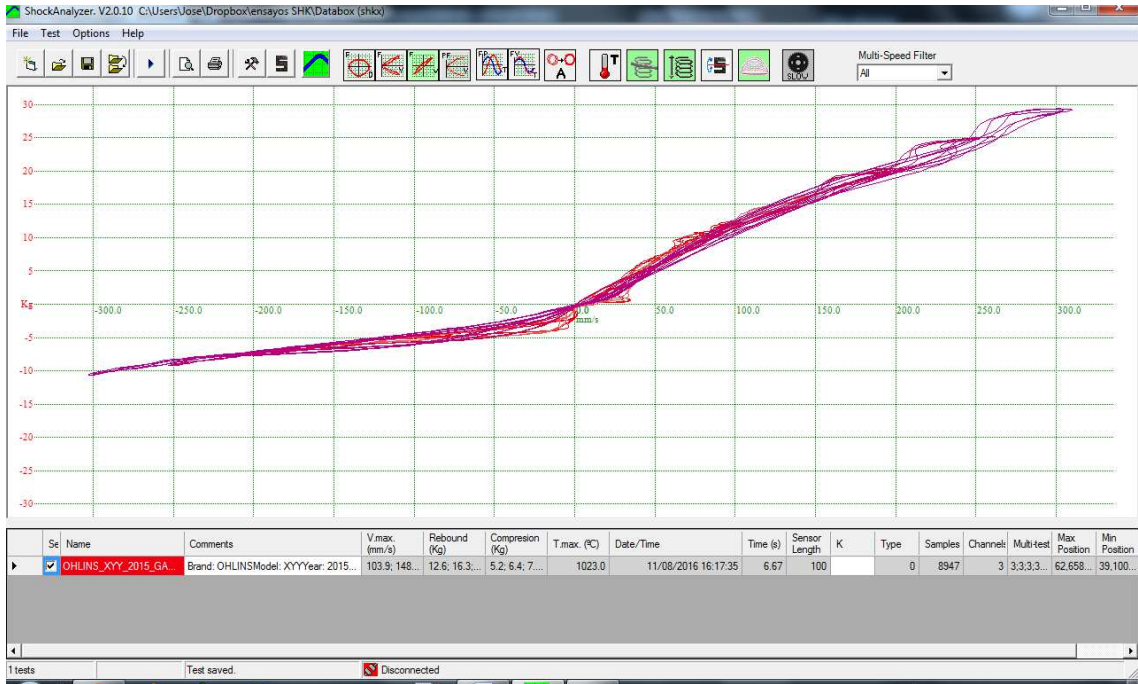 ShockAnalyzer. V2.0.10 C:\Users\Jose\Dropbox\ensayos SHK\Databox (shkx)
File Test Options Help
Multi-Speed Filter
All
SLOW
30
25
20
15
10
5
Kg
-300.0 -250.0 -200.0 -150.0 -100.0 -50.0 0.0 50.0 100.0 150.0 200.0 250.0 300.0
mm/s
-5
-10
-15
-20
-25
-30
Se Name Comments V.max. (mm/s) Rebound (Kg) Compresion (Kg) T.max. (ºC) Date/Time Time (s) Sensor Length K Type Samples Channels Multi-test Max Position Min Position
OHLINS_XYY_2015_GA... Brand: OHLINSModel: XYYYear: 2015... 103.9; 148... 12.6; 16.3;... 5.2; 6.4; 7.... 1023.0 11/08/2016 16:17:35 6.67 100 0 8947 3 3;3;3;3... 62,658... 39,100...
1 tests Test saved. Disconnected